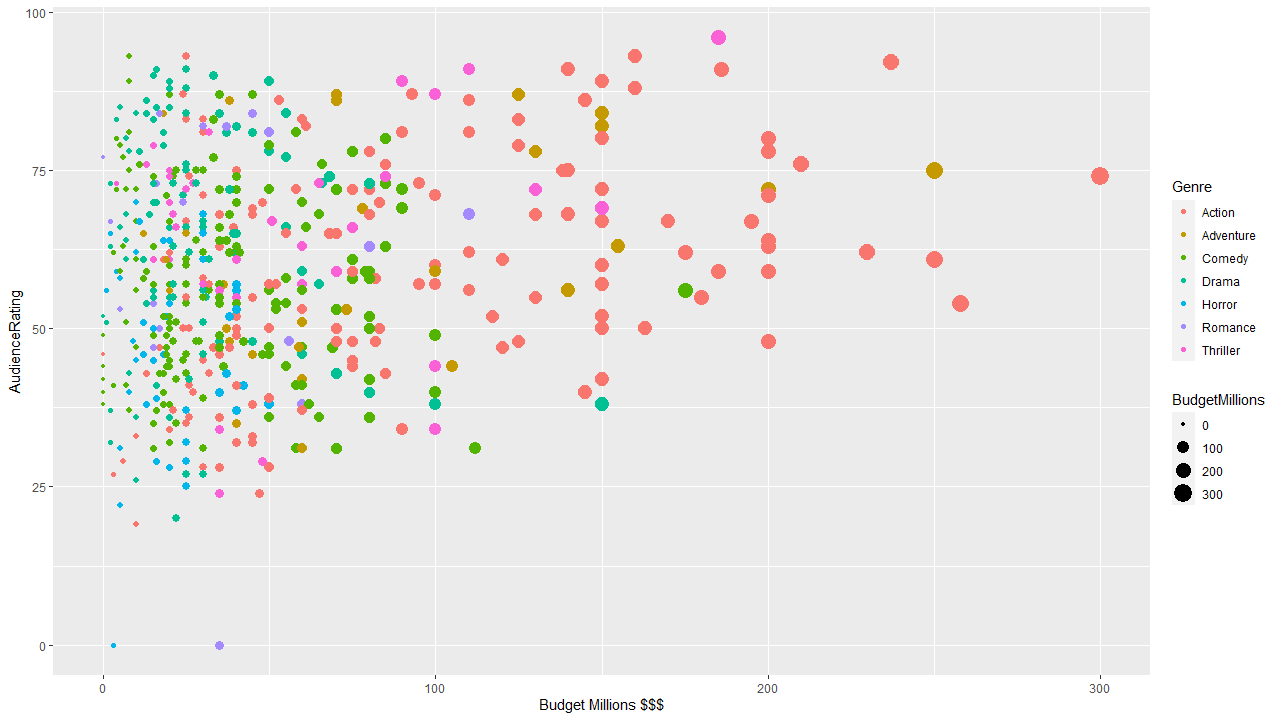 100
75
50
25
0
AudienceRating
0
100
200
300
Budget Millions $$$
Genre
Action
Adventure
Comedy
Drama
Horror
Romance
Thriller
BudgetMillions
0
100
200
300